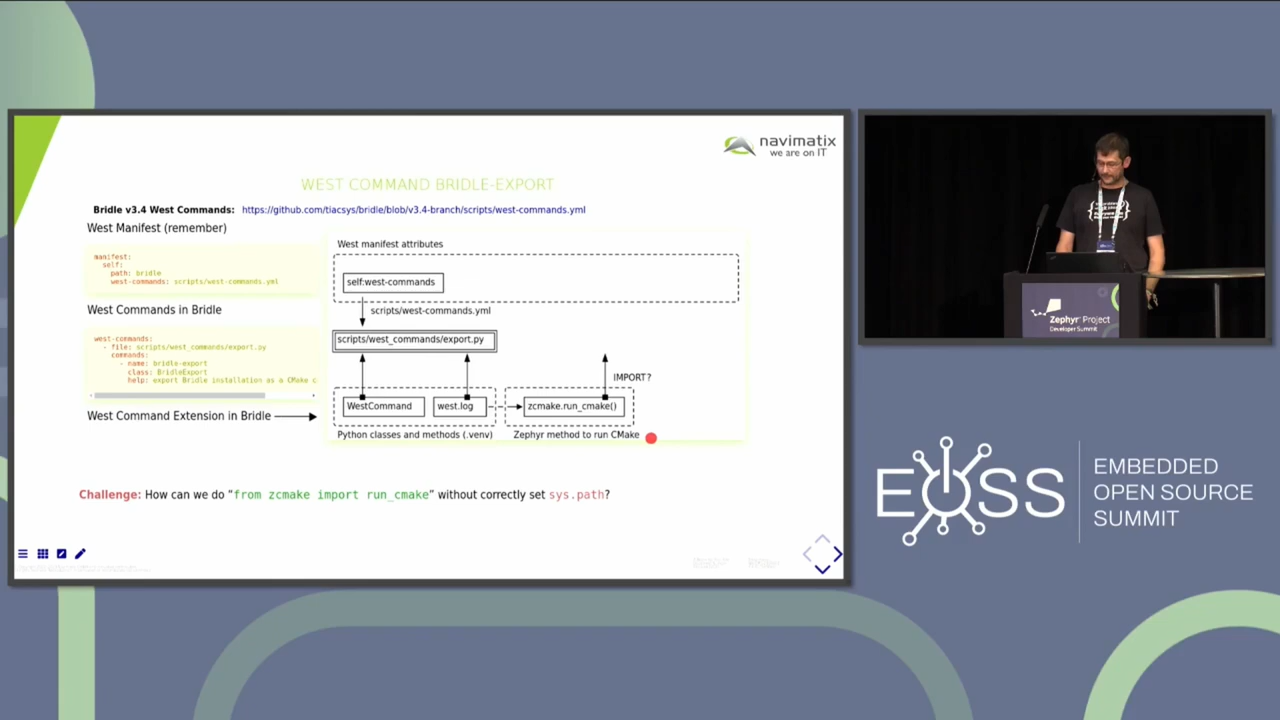 navimatix
we are on IT
WEST COMMAND BRIDLE-EXPORT
Bridle v3.4 West Commands: https://github.com/tiacsys/bridle/blob/v3.4-branch/scripts/west-commands.yml
West Manifest (remember)
manifest:
self:
path: bridle
west-commands: scripts/west-commands.yml
West Commands in Bridle
west-commands:
- file: scripts/west_commands/export.py
commands:
- name: bridle-export
class: BridleExport
help: export Bridle installation as a CMake c
West Command Extension in Bridle
West manifest attributes
self:west-commands
scripts/west-commands.yml
scripts/west_commands/export.py
IMPORT?
WestCommand
west.log
zcmake.run_cmake()
Python classes and methods (.venv)
Zephyr method to run CMake
Challenge: How can we do “from zcmake import run_cmake” without correctly set sys.path?
Zephyr Project
Developer Summit
EOSS
EMBEDDED
OPEN SOURCE
SUMMIT